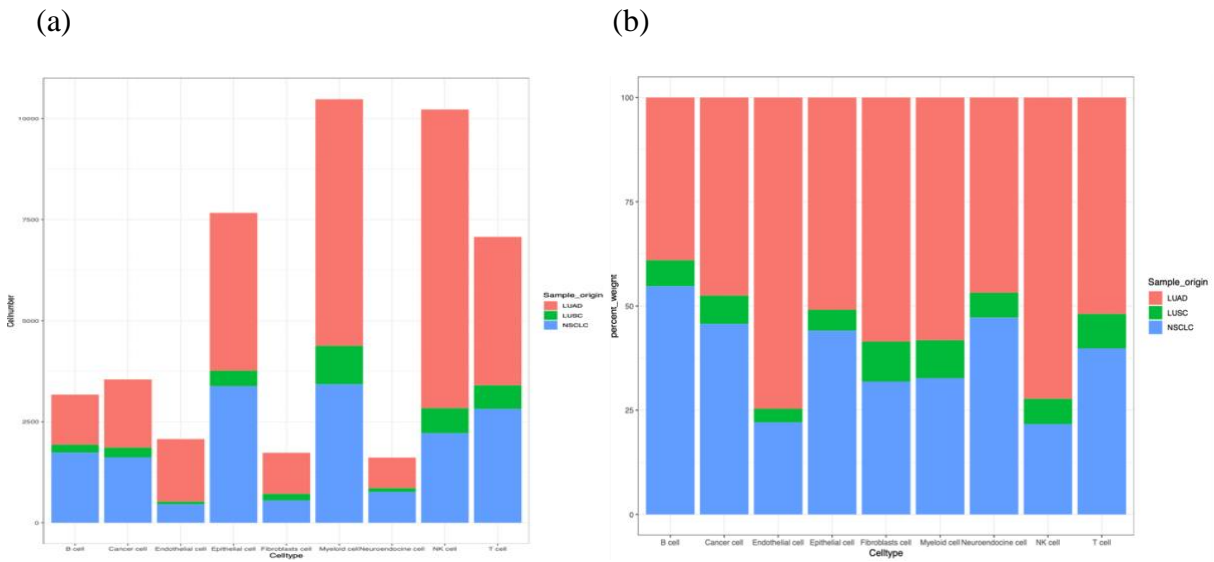 (a)
(b)
10000
7500
5000
2500
0
Cellnumber
B cell Cancer cell Endothelial cell Epithelial cell Fibroblasts cell Myeloid cell Neuroendocrine cell NK cell T cell
Celltype
Sample_origin
LUAD
LUSC
NSCLC
100
75
50
25
0
percent_weight
B cell Cancer cell Endothelial cell Epithelial cell Fibroblasts cell Myeloid cell Neuroendocrine cell NK cell T cell
Celltype
Sample_origin
LUAD
LUSC
NSCLC